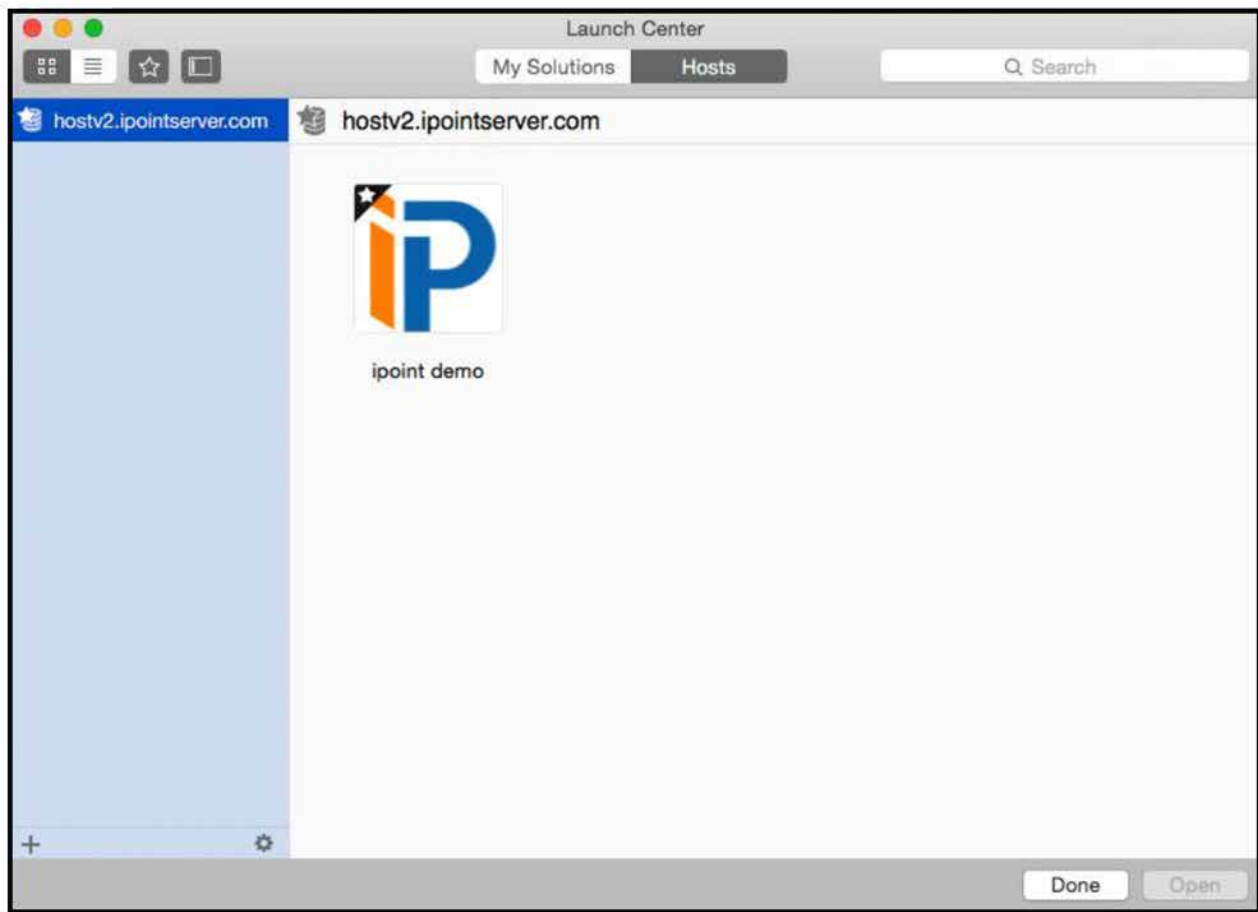 Launch Center
My Solutions Hosts Search
hostv2.ipointserver.com hostv2.ipointserver.com
iP
ipoint demo
Done Open